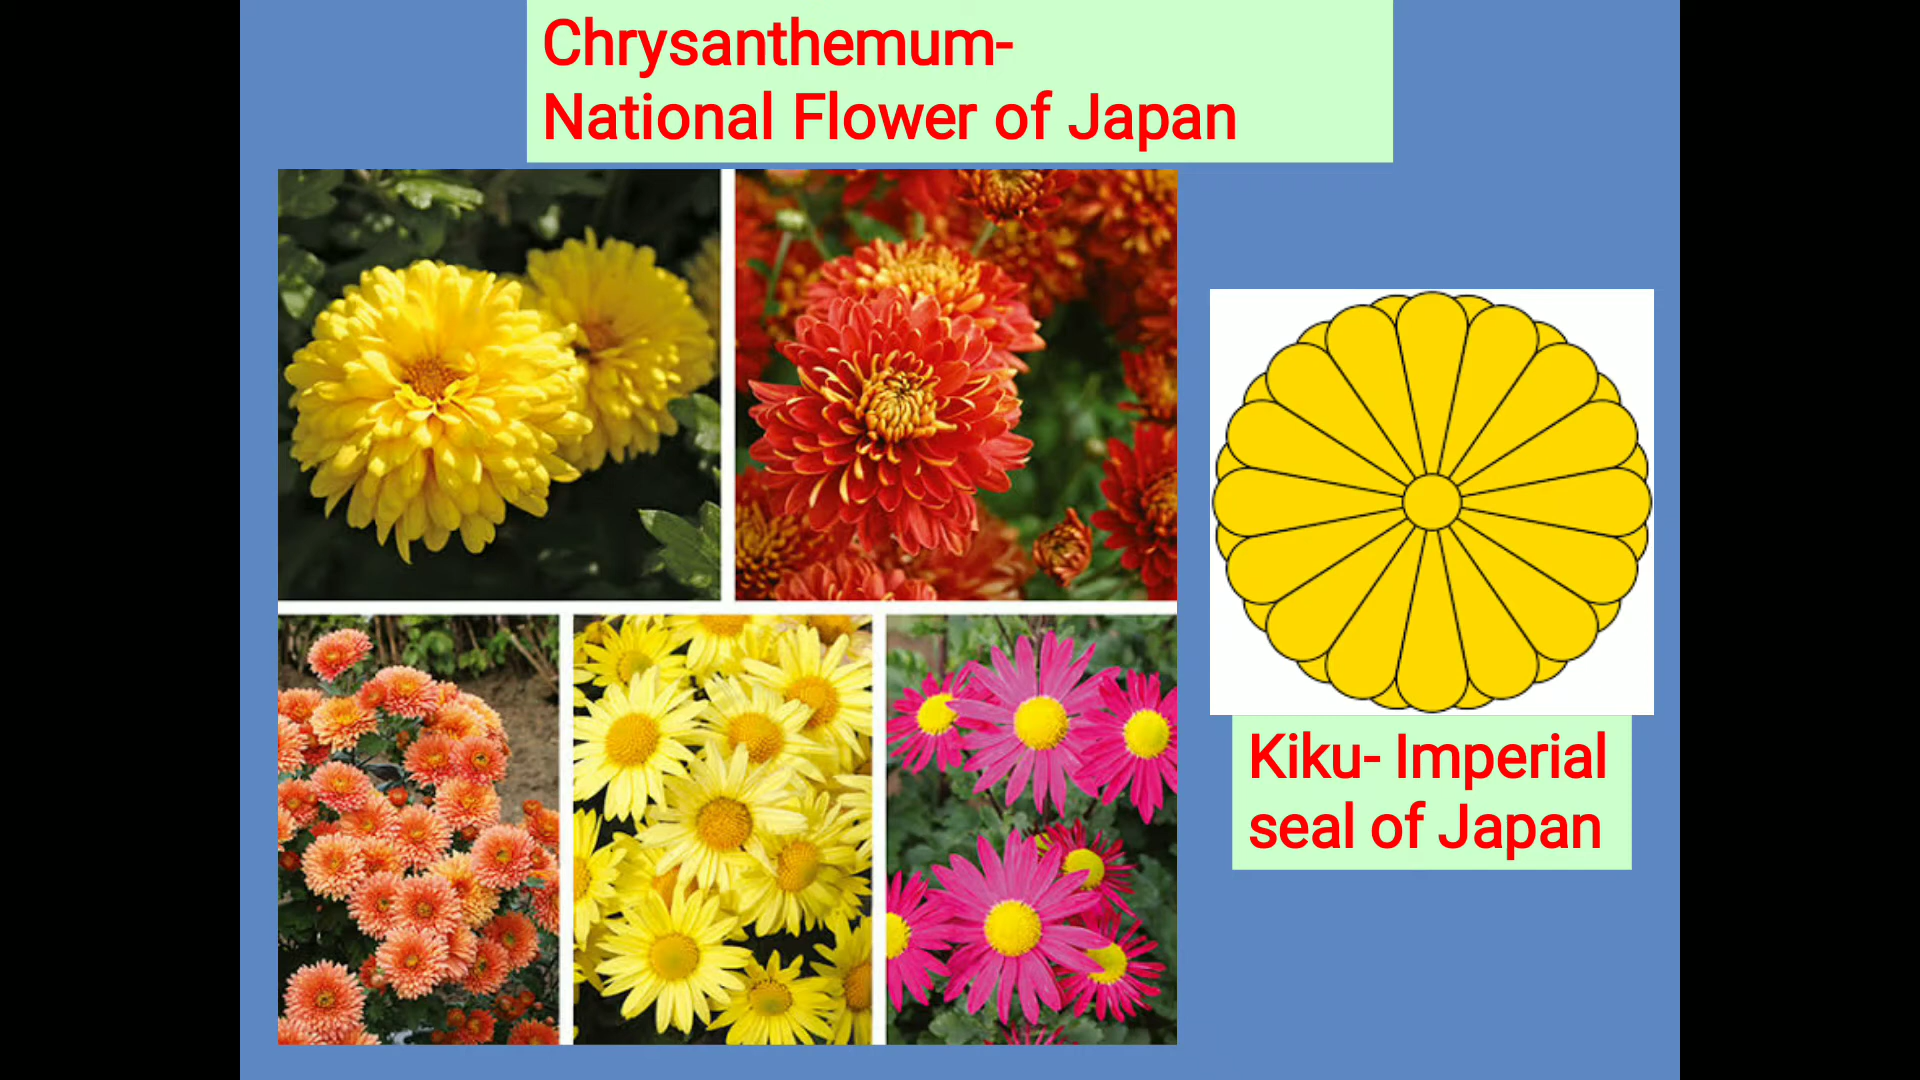 Chrysanthemum-
National Flower of Japan
Kiku- Imperial
seal of Japan